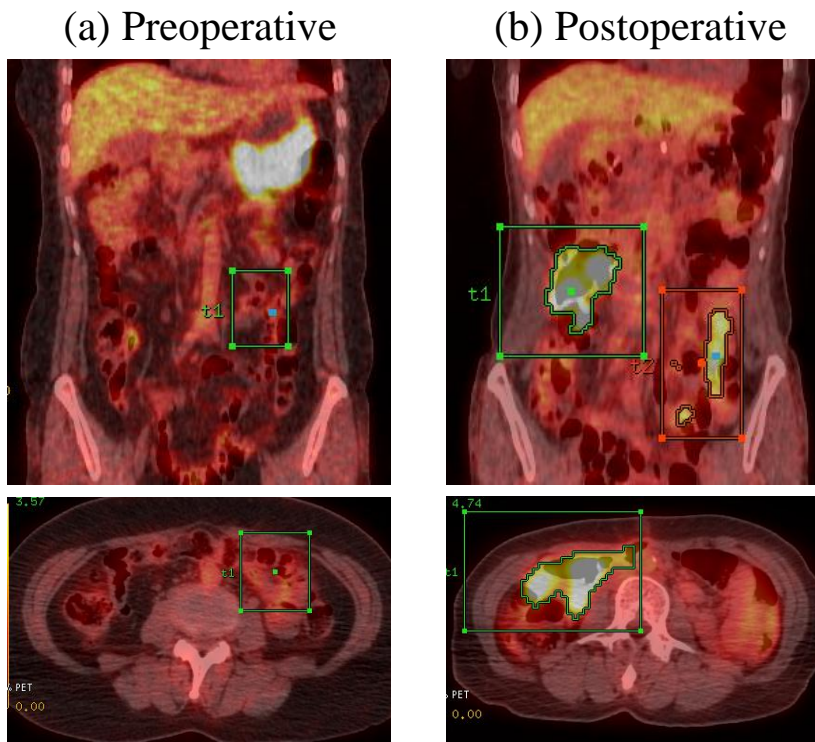 (a) Preoperative
(b) Postoperative
t1
t1
t2
3.57
t1
PET
0.00
4.74
t1
PET
0.00